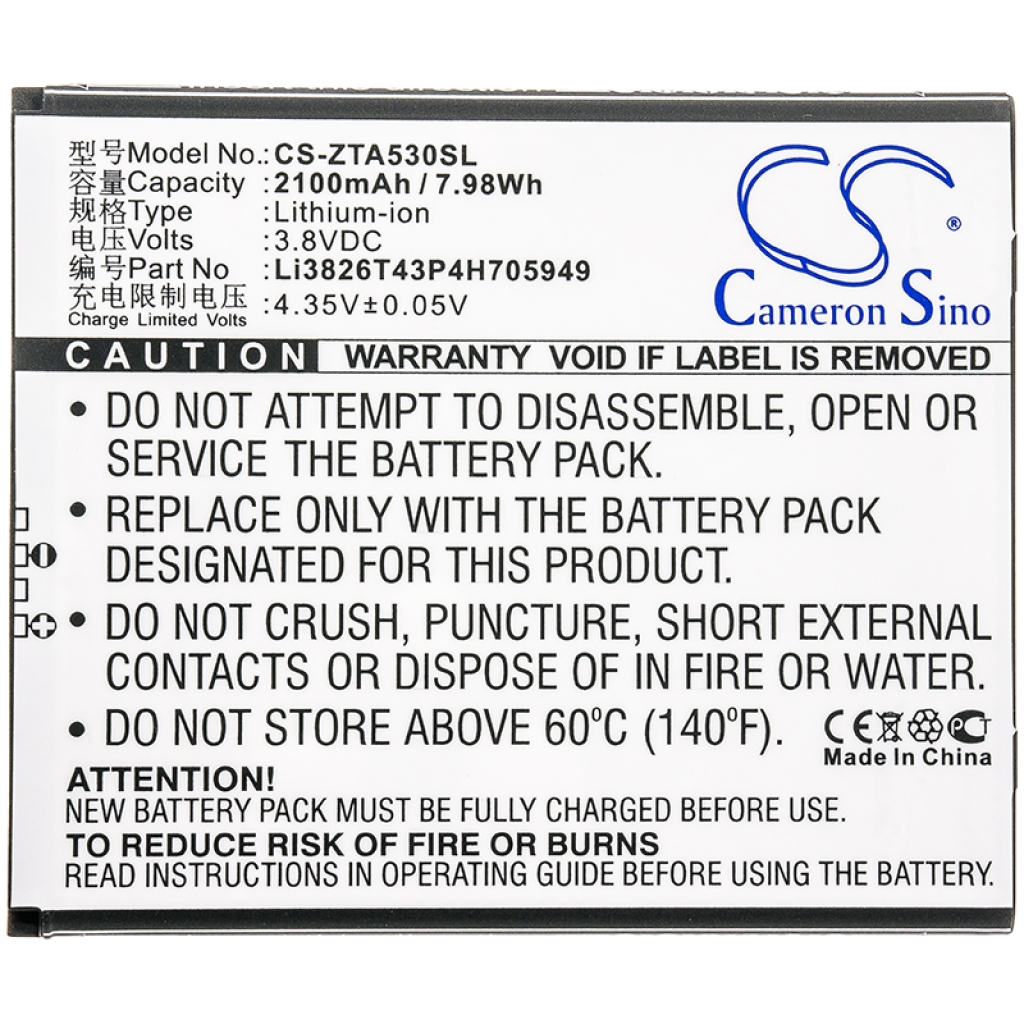 型号Model No.: CS-ZTA530SL
容量Capacity : 2100mAh / 7.98Wh
规格Type : Lithium-ion
电压Volts : 3.8VDC
编号Part No. : Li3826T43P4H705949
充电限制电压 : 4.35V±0.05V
Charge Limited Volts
CS ®
Cameron Sino
CAUTION WARRANTY VOID IF LABEL IS REMOVED
• DO NOT ATTEMPT TO DISASSEMBLE, OPEN OR
SERVICE THE BATTERY PACK.
• REPLACE ONLY WITH THE BATTERY PACK
DESIGNATED FOR THIS PRODUCT.
• DO NOT CRUSH, PUNCTURE, SHORT EXTERNAL
CONTACTS OR DISPOSE OF IN FIRE OR WATER.
• DO NOT STORE ABOVE 60⁰C (140⁰F).
CE PCT
Made In China
ATTENTION!
NEW BATTERY PACK MUST BE FULLY CHARGED BEFORE USE.
TO REDUCE RISK OF FIRE OR BURNS
READ INSTRUCTIONS IN OPERATING GUIDE BEFORE USING BATTERY.